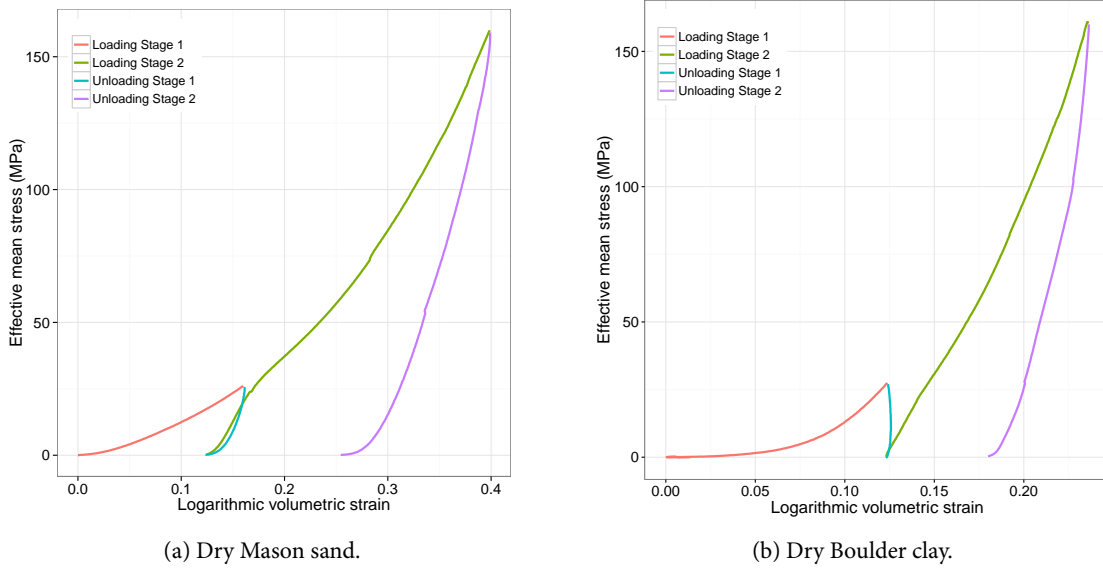 Loading Stage 1
Loading Stage 2
Unloading Stage 1
Unloading Stage 2
150
100
50
0
Effective mean stress (MPa)
0.0 0.1 0.2 0.3 0.4
Logarithmic volumetric strain
(a) Dry Mason sand.
Loading Stage 1
Loading Stage 2
Unloading Stage 1
Unloading Stage 2
150
100
50
0
Effective mean stress (MPa)
0.00 0.05 0.10 0.15 0.20
Logarithmic volumetric strain
(b) Dry Boulder clay.